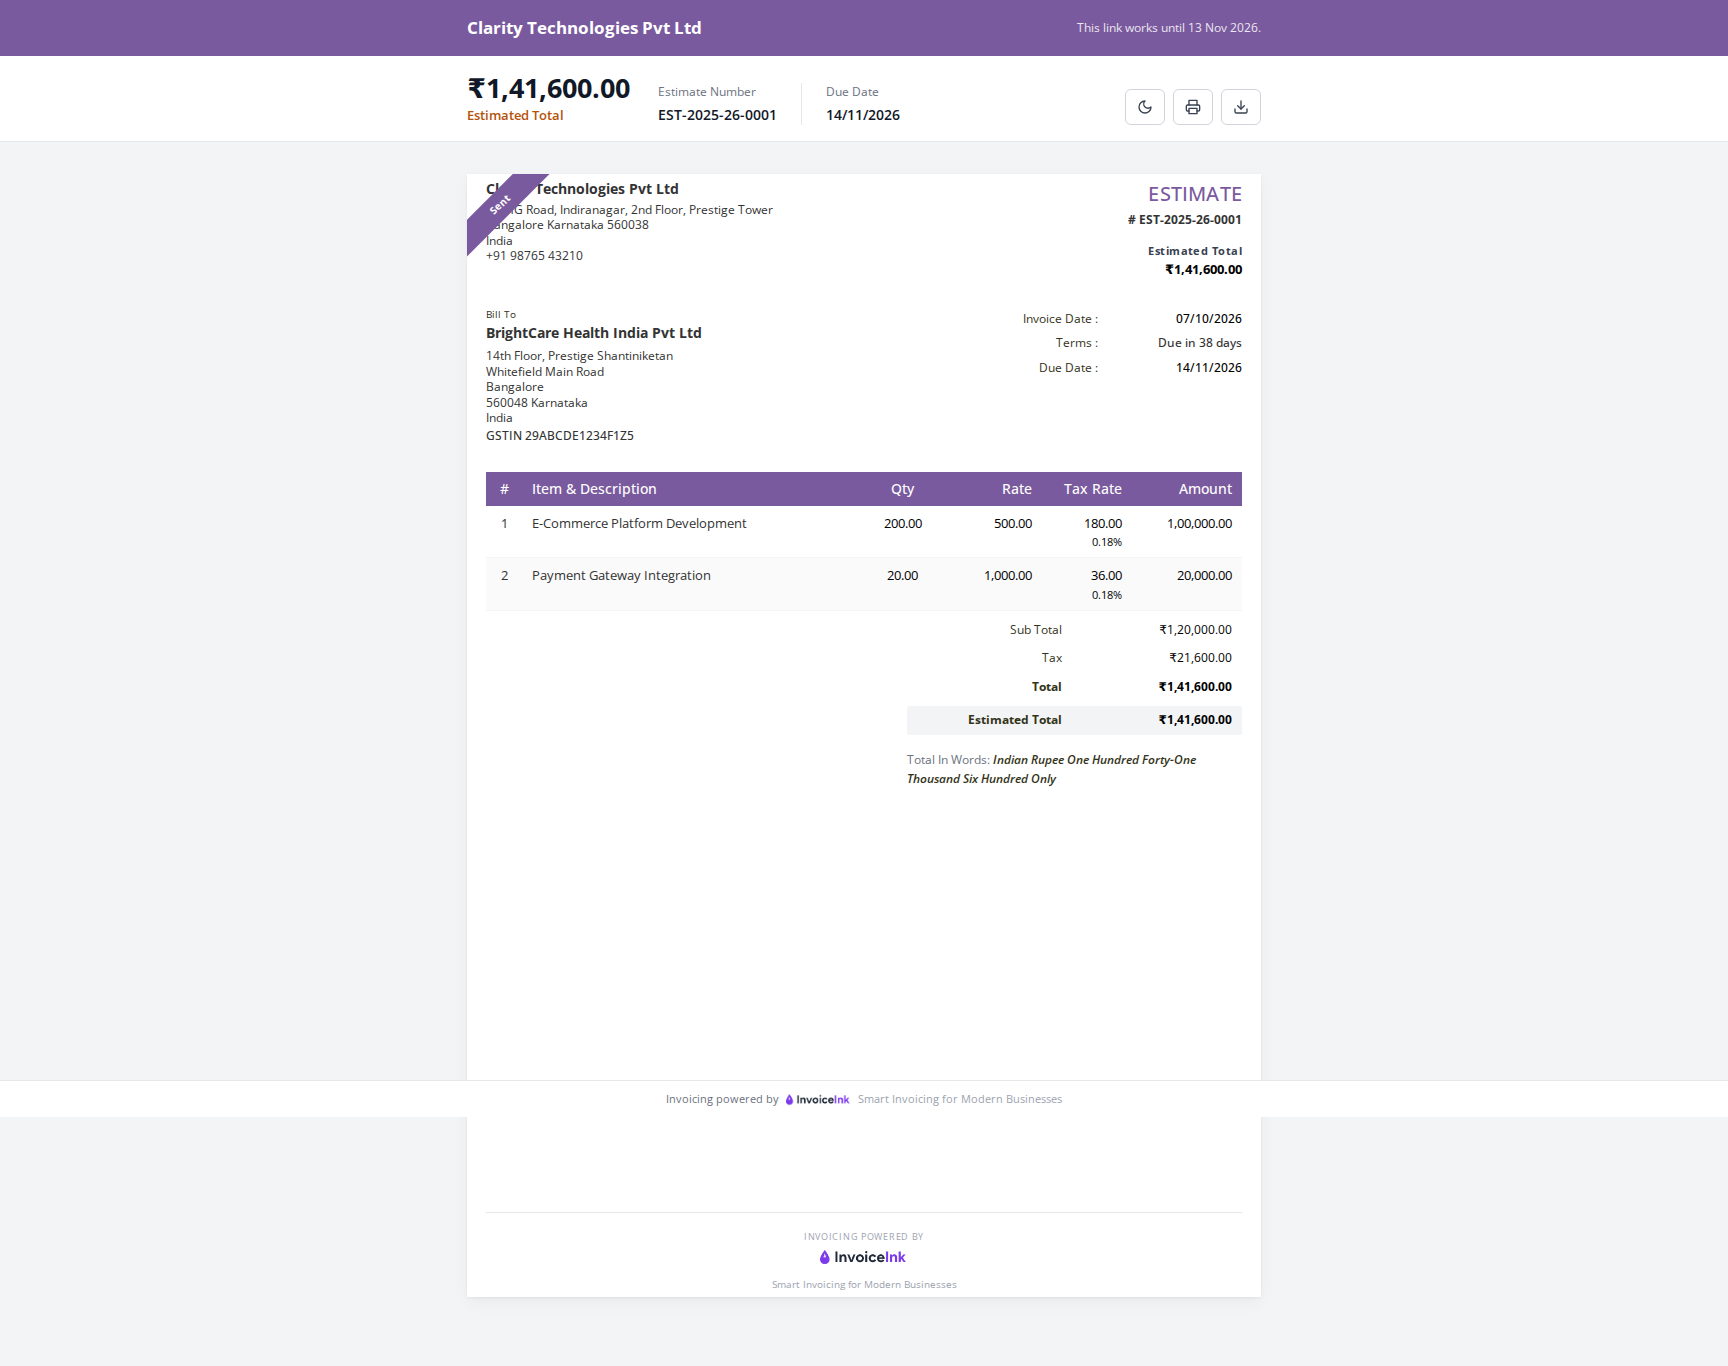 Clarity Technologies Pvt Ltd
This link works until 13 Nov 2026.
₹1,41,600.00
Estimated Total
Estimate Number
EST-2025-26-0001
Due Date
14/11/2026
Sent
Technologies Pvt Ltd
Road, Indiranagar, 2nd Floor, Prestige Tower
Karnataka 560038
India
+91 98765 43210
ESTIMATE
# EST-2025-26-0001
Estimated Total
₹1,41,600.00
Bill To
BrightCare Health India Pvt Ltd
14th Floor, Prestige Shantiniketan
Whitefield Main Road
Bangalore
560048 Karnataka
India
GSTIN 29ABCDE1234F1Z5
Invoice Date : 07/10/2026
Terms : Due in 38 days
Due Date : 14/11/2026
# Item & Description Qty Rate Tax Rate Amount
1 E-Commerce Platform Development 200.00 500.00 180.00 1,00,000.00
0.18%
2 Payment Gateway Integration 20.00 1,000.00 36.00 20,000.00
0.18%
Sub Total ₹1,20,000.00
Tax ₹21,600.00
Total ₹1,41,600.00
Estimated Total ₹1,41,600.00
Total In Words: Indian Rupee One Hundred Forty-One
Thousand Six Hundred Only
Invoicing powered by InvoiceInk Smart Invoicing for Modern Businesses
INVOICING POWERED BY
InvoiceInk
Smart Invoicing for Modern Businesses